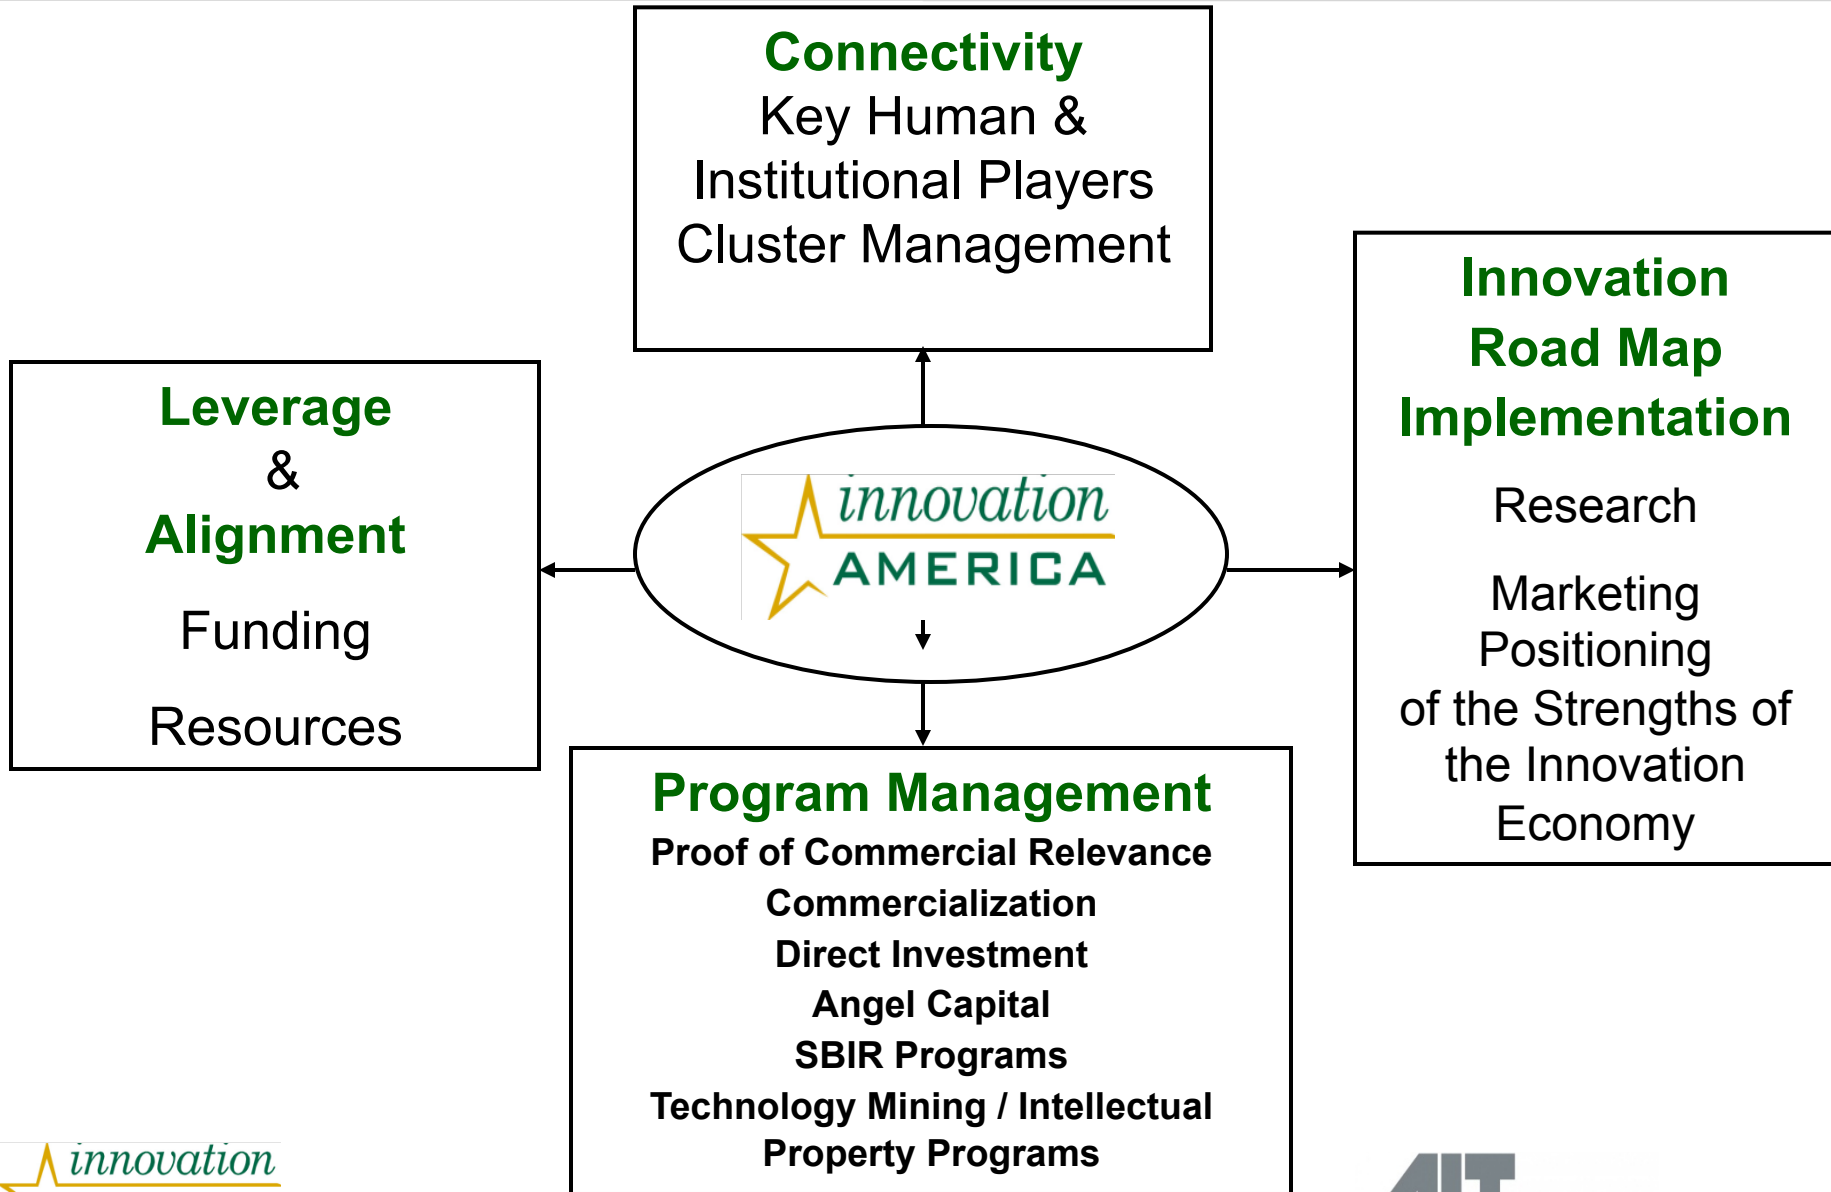 Connectivity
Key Human &
Institutional Players
Cluster Management
Innovation
Road Map
Implementation
Research
Marketing
Positioning
of the Strengths of
the Innovation
Economy
Leverage
&
Alignment
Funding
Resources
innovation
AMERICA
Program Management
Proof of Commercial Relevance
Commercialization
Direct Investment
Angel Capital
SBIR Programs
Technology Mining / Intellectual
Property Programs
innovation